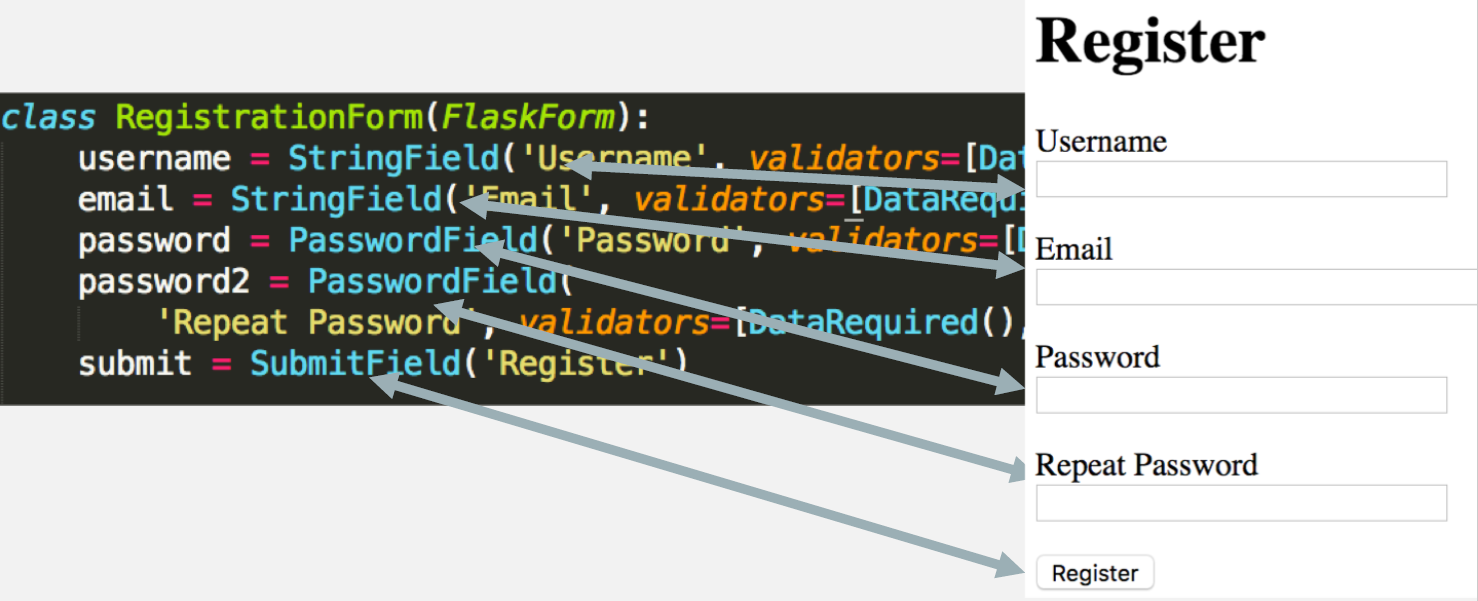 class RegistrationForm(FlaskForm):
username = StringField('Username', validators=[Dat
email = StringField('Email', validators=[DataRequi
password = PasswordField('Password', validators=[D
password2 = PasswordField(
'Repeat Password', validators=[DataRequired(),
submit = SubmitField('Register')
Register
Username
Email
Password
Repeat Password
Register